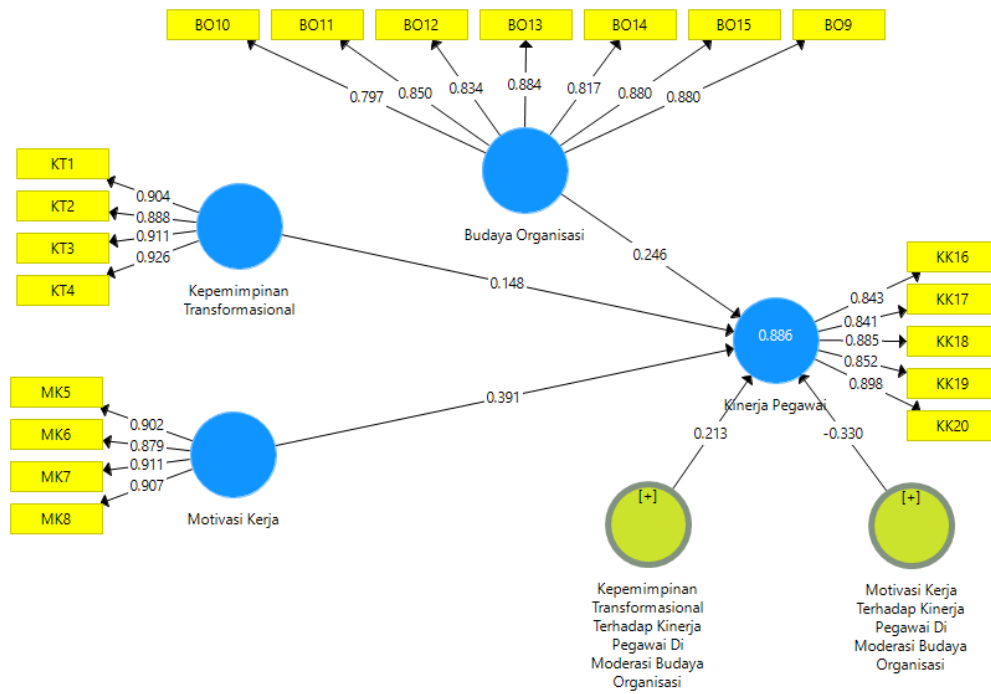 BO10 BO11 BO12 BO13 BO14 BO15 BO9
0.797 0.850 0.834 0.884 0.817 0.880 0.880
Budaya Organisasi
KT1
KT2
KT3
KT4
0.904
0.888
0.911
0.926
Kepemimpinan
Transformasional
0.246
0.148
KK16
KK17
KK18
KK19
KK20
0.843
0.841
0.885
0.852
0.898
0.886
Kinerja Pegawai
MK5
MK6
MK7
MK8
0.902
0.879
0.911
0.907
Motivasi Kerja
0.391
0.213
-0.330
[+]
Kepemimpinan
Transformasional
Terhadap Kinerja
Pegawai Di
Moderasi Budaya
Organisasi
[+]
Motivasi Kerja
Terhadap Kinerja
Pegawai Di
Moderasi Budaya
Organisasi